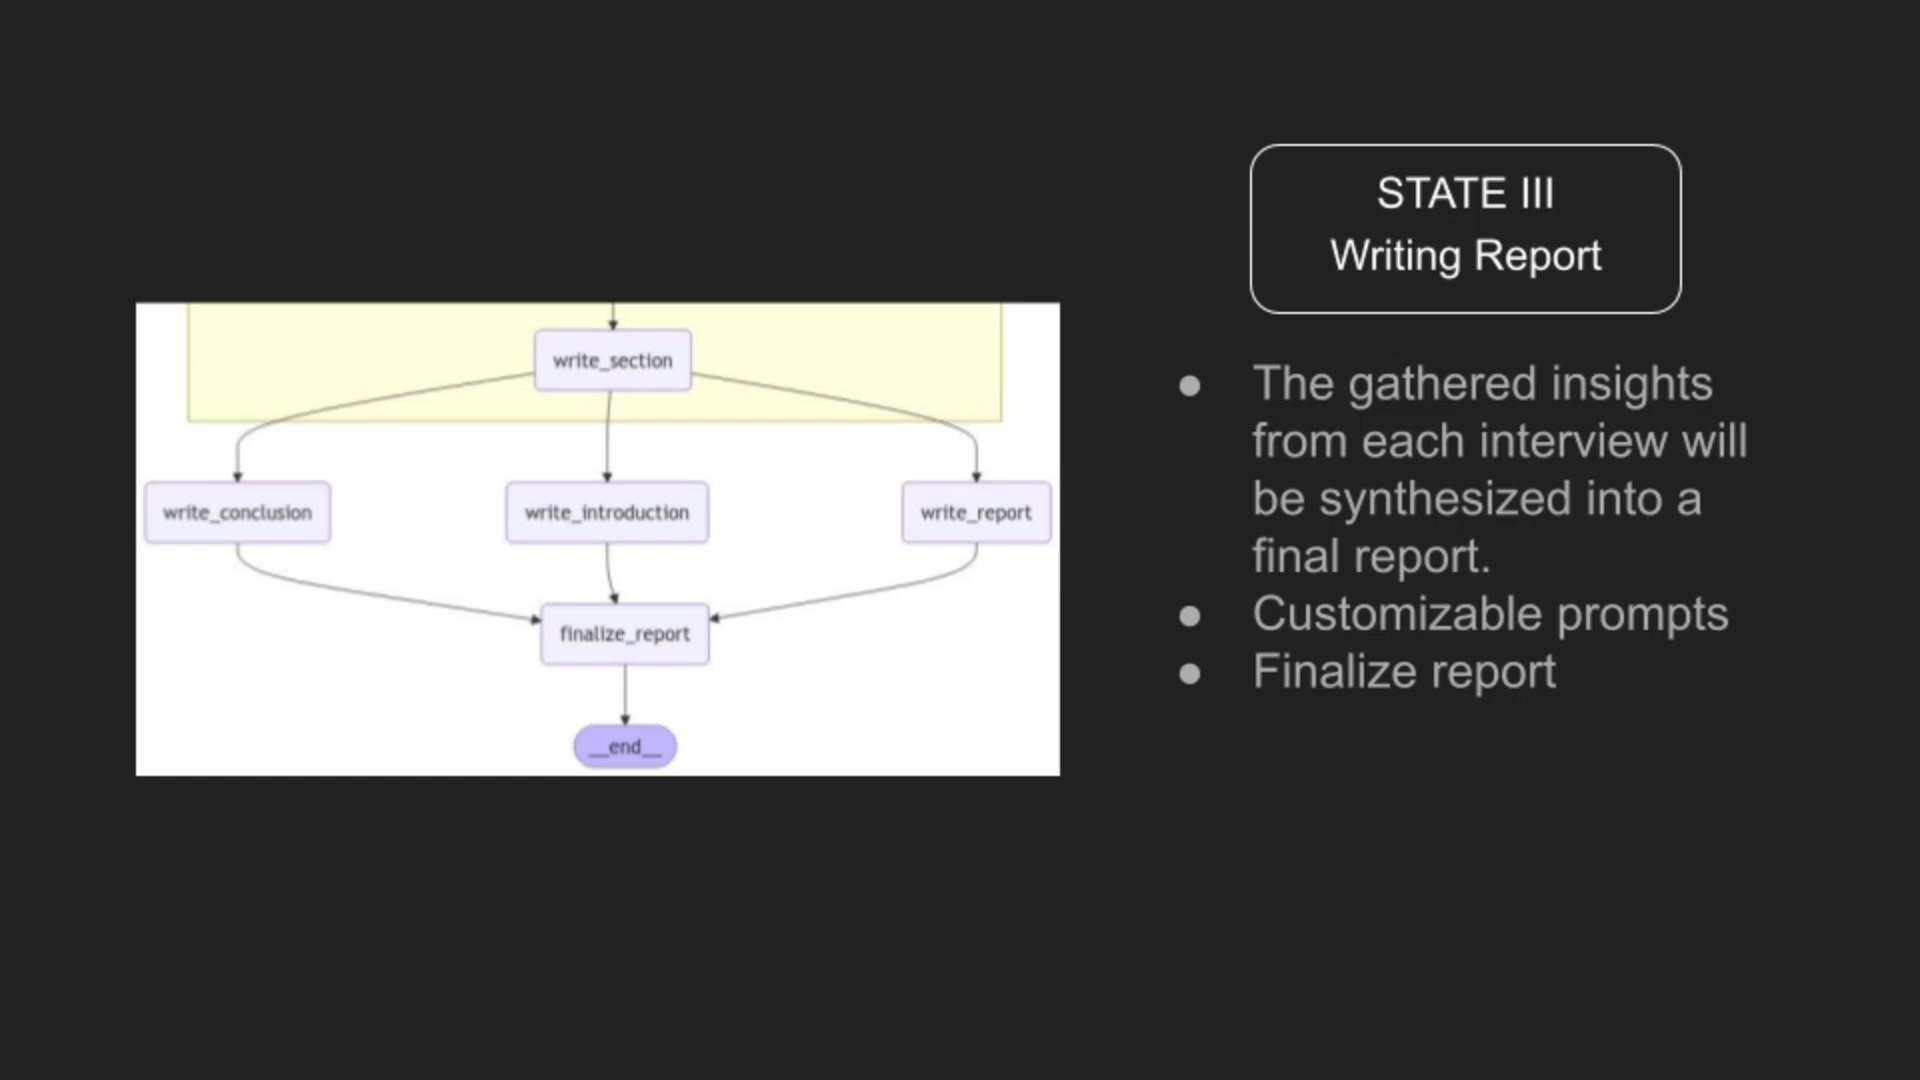 write_section
write_conclusion
write_introduction
write_report
finalize_report
__end__
STATE III
Writing Report
● The gathered insights
from each interview will
be synthesized into a
final report.
● Customizable prompts
● Finalize report